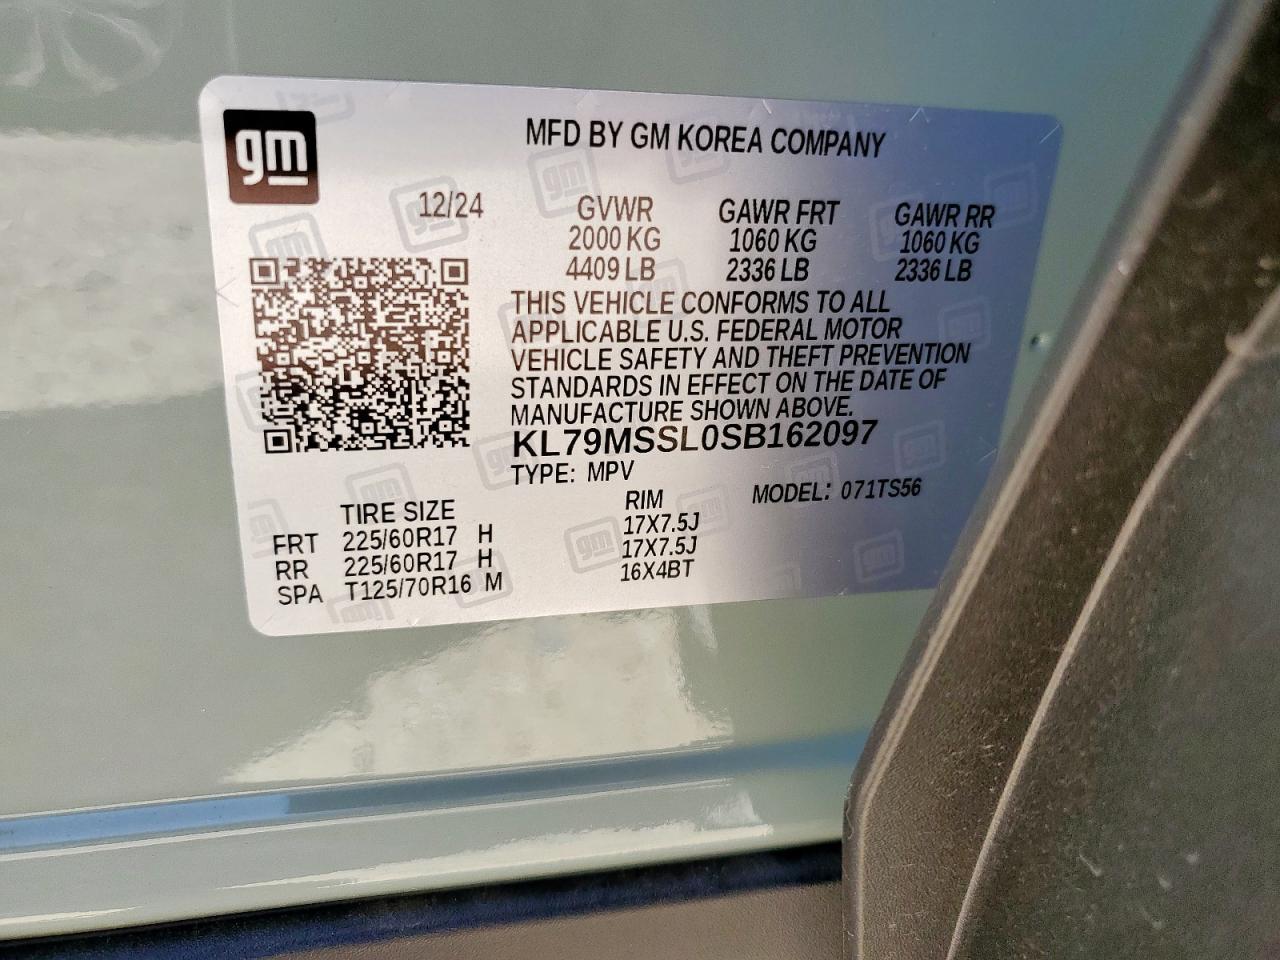 gm
MFD BY GM KOREA COMPANY
12/24
GVWR GAWR FRT GAWR RR
2000 KG 1060 KG 1060 KG
4409 LB 2336 LB 2336 LB
THIS VEHICLE CONFORMS TO ALL
APPLICABLE U.S. FEDERAL MOTOR
VEHICLE SAFETY AND THEFT PREVENTION
STANDARDS IN EFFECT ON THE DATE OF
MANUFACTURE SHOWN ABOVE.
KL79MSSL0SB162097
TYPE: MPV
MODEL: 071TS56
TIRE SIZE RIM
FRT 225/60R17 H 17X7.5J
RR 225/60R17 H 17X7.5J
SPA T125/70R16 M 16X4BT